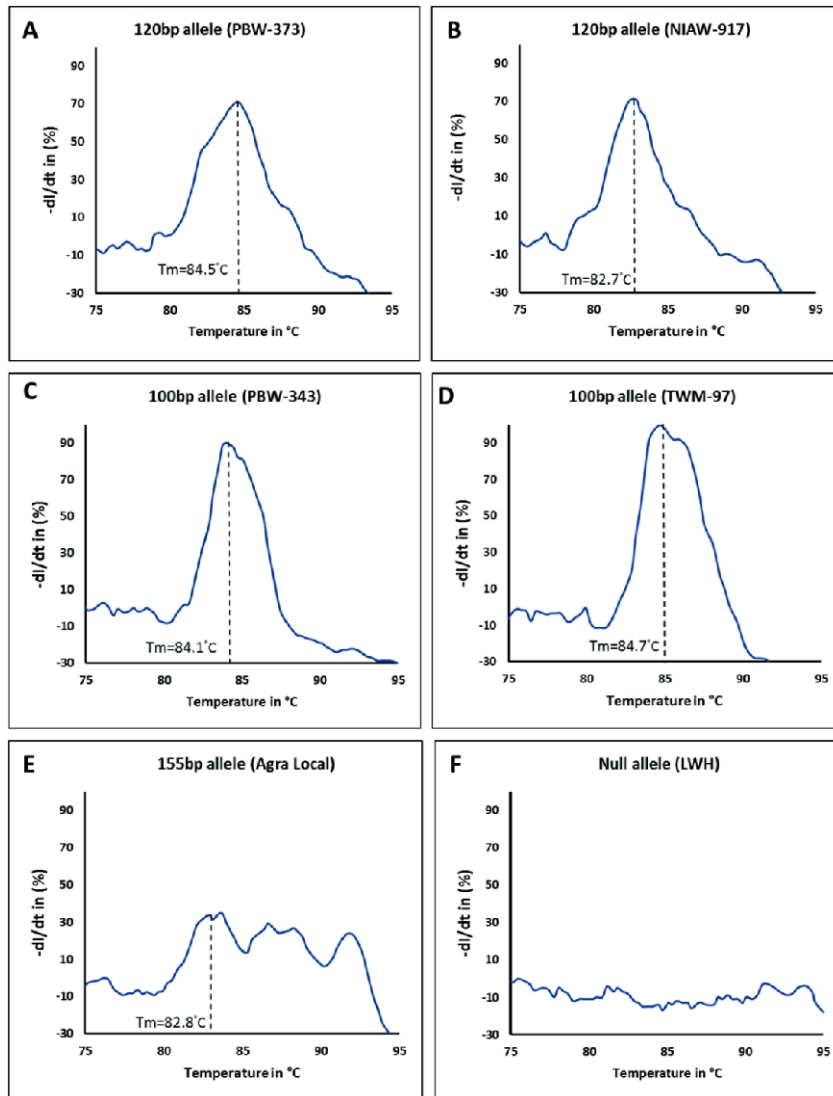 A
120bp allele (PBW-373)
-dI/dt in (%)
90
70
50
30
10
-10
-30
Tm=84.5°C
75 80 85 90 95
Temperature in °C
B
120bp allele (NIAW-917)
-dI/dt in (%)
90
70
50
30
10
-10
-30
Tm=82.7°C
75 80 85 90 95
Temperature in °C
C
100bp allele (PBW-343)
-dI/dt in (%)
90
70
50
30
10
-10
-30
Tm=84.1°C
75 80 85 90 95
Temperature in °C
D
100bp allele (TWM-97)
-dI/dt in (%)
90
70
50
30
10
-10
-30
Tm=84.7°C
75 80 85 90 95
Temperature in °C
E
155bp allele (Agra Local)
-dI/dt in (%)
90
70
50
30
10
-10
-30
Tm=82.8°C
75 80 85 90 95
Temperature in °C
F
Null allele (LWH)
-dI/dt in (%)
90
70
50
30
10
-10
-30
75 80 85 90 95
Temperature in °C